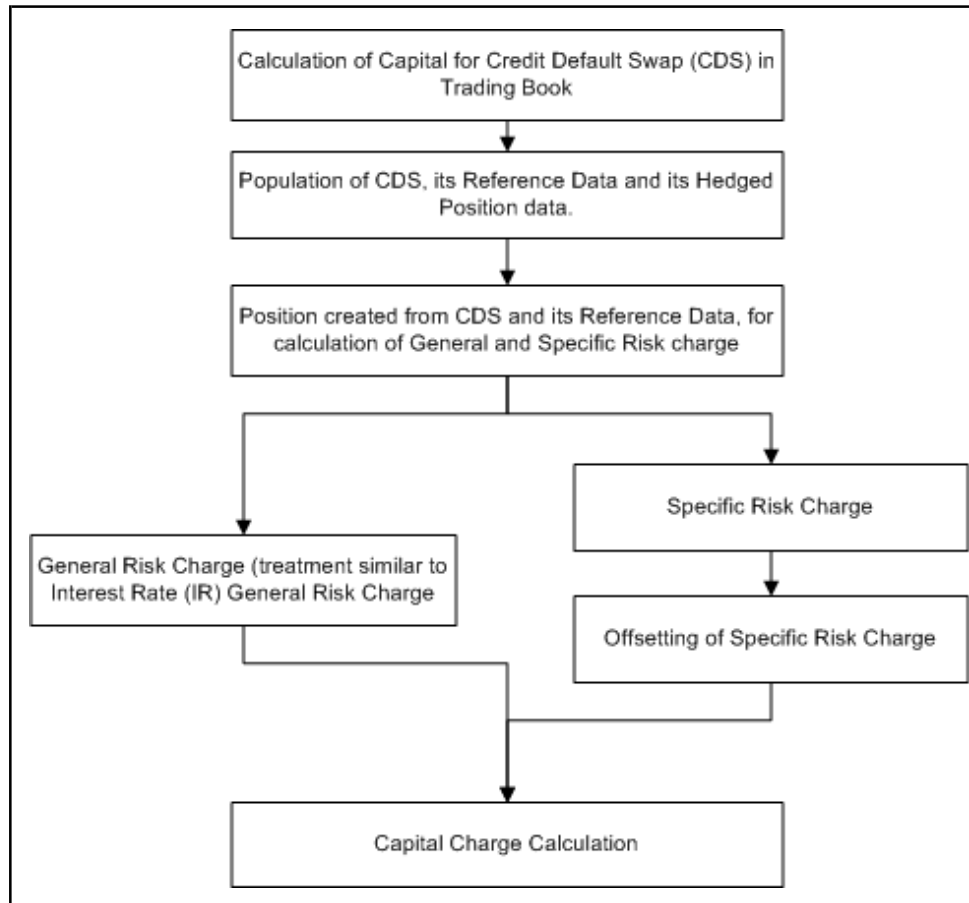 Calculation of Capital for Credit Default Swap (CDS) in
Trading Book
Population of CDS, its Reference Data and its Hedged
Position data.
Position created from CDS and its Reference Data, for
calculation of General and Specific Risk charge
Specific Risk Charge
General Risk Charge (treatment similar to
Interest Rate (IR) General Risk Charge
Offsetting of Specific Risk Charge
Capital Charge Calculation